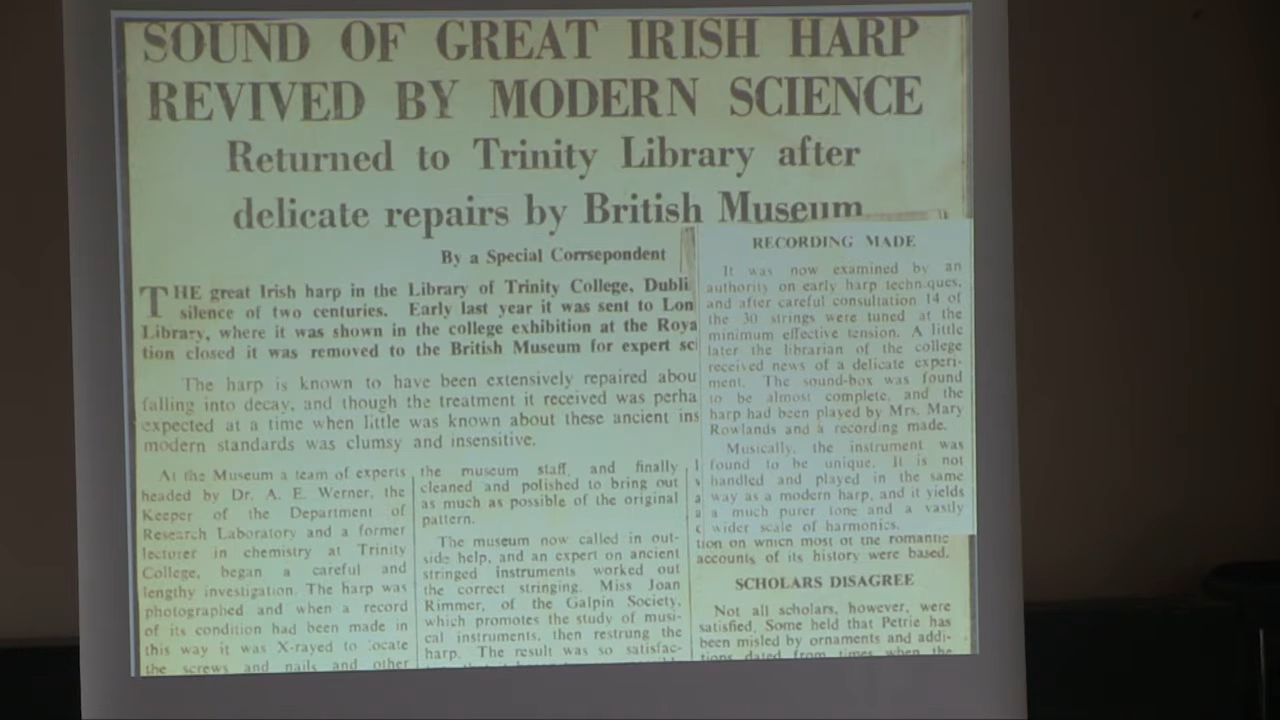 SOUND OF GREAT IRISH HARP
REVIVED BY MODERN SCIENCE
Returned to Trinity Library after
delicate repairs by British Museum
By a Special Corrsepondent
THE great Irish harp in the Library of Trinity College, Dubli
silence of two centuries. Early last year it was sent to Lon
Library, where it was shown in the college exhibition at the Roya
tion closed it was removed to the British Museum for expert sci
The harp is known to have been extensively repaired abou
falling into decay, and though the treatment it received was perha
expected at a time when little was known about these ancient ins
modern standards was clumsy and insensitive.
At the Museum a team of experts
headed by Dr. A. E. Werner, the
Keeper of the Department of
Research Laboratory and a former
lecturer in chemistry at Trinity
College, began a careful and
lengthy investigation. The harp was
photographed and when a record
of its condition had been made in
this way it was X-rayed to locate
the screws and nails and other
the museum staff, and finally
cleaned and polished to bring out
as much as possible of the original
pattern.
The museum now called in out-
side help, and an expert on ancient
stringed instruments worked out
the correct stringing. Miss Joan
Rimmer, of the Galpin Society,
which promotes the study of musi-
cal instruments, then restrung the
harp. The result was so satisfac-
RECORDING MADE
It was now examined by an
authority on early harp techniques,
and after careful consultation 14 of
the 30 strings were tuned at the
minimum effective tension. A little
later the librarian of the college
received news of a delicate experi-
ment. The sound-box was found
to be almost complete, and the
harp had been played by Mrs. Mary
Rowlands and a recording made.
Musically, the instrument was
found to be unique. It is not
handled and played in the same
way as a modern harp, and it yields
a much purer tone and a vastly
wider scale of harmonics.
tion on which most of the romantic
accounts of its history were based.
SCHOLARS DISAGREE
Not all scholars, however, were
satisfied. Some held that Petrie has
been misled by ornaments and addi-
tions dated from times when the